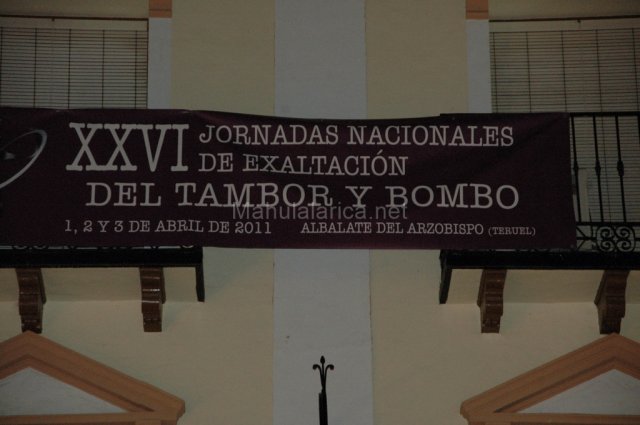 XXVI JORNADAS NACIONALES
DE EXALTACIÓN
DEL TAMBOR Y BOMBO
Manulalarica.net
1, 2 Y 3 DE ABRIL DE 2011 ALBALATE DEL ARZOBISPO (TERUEL)